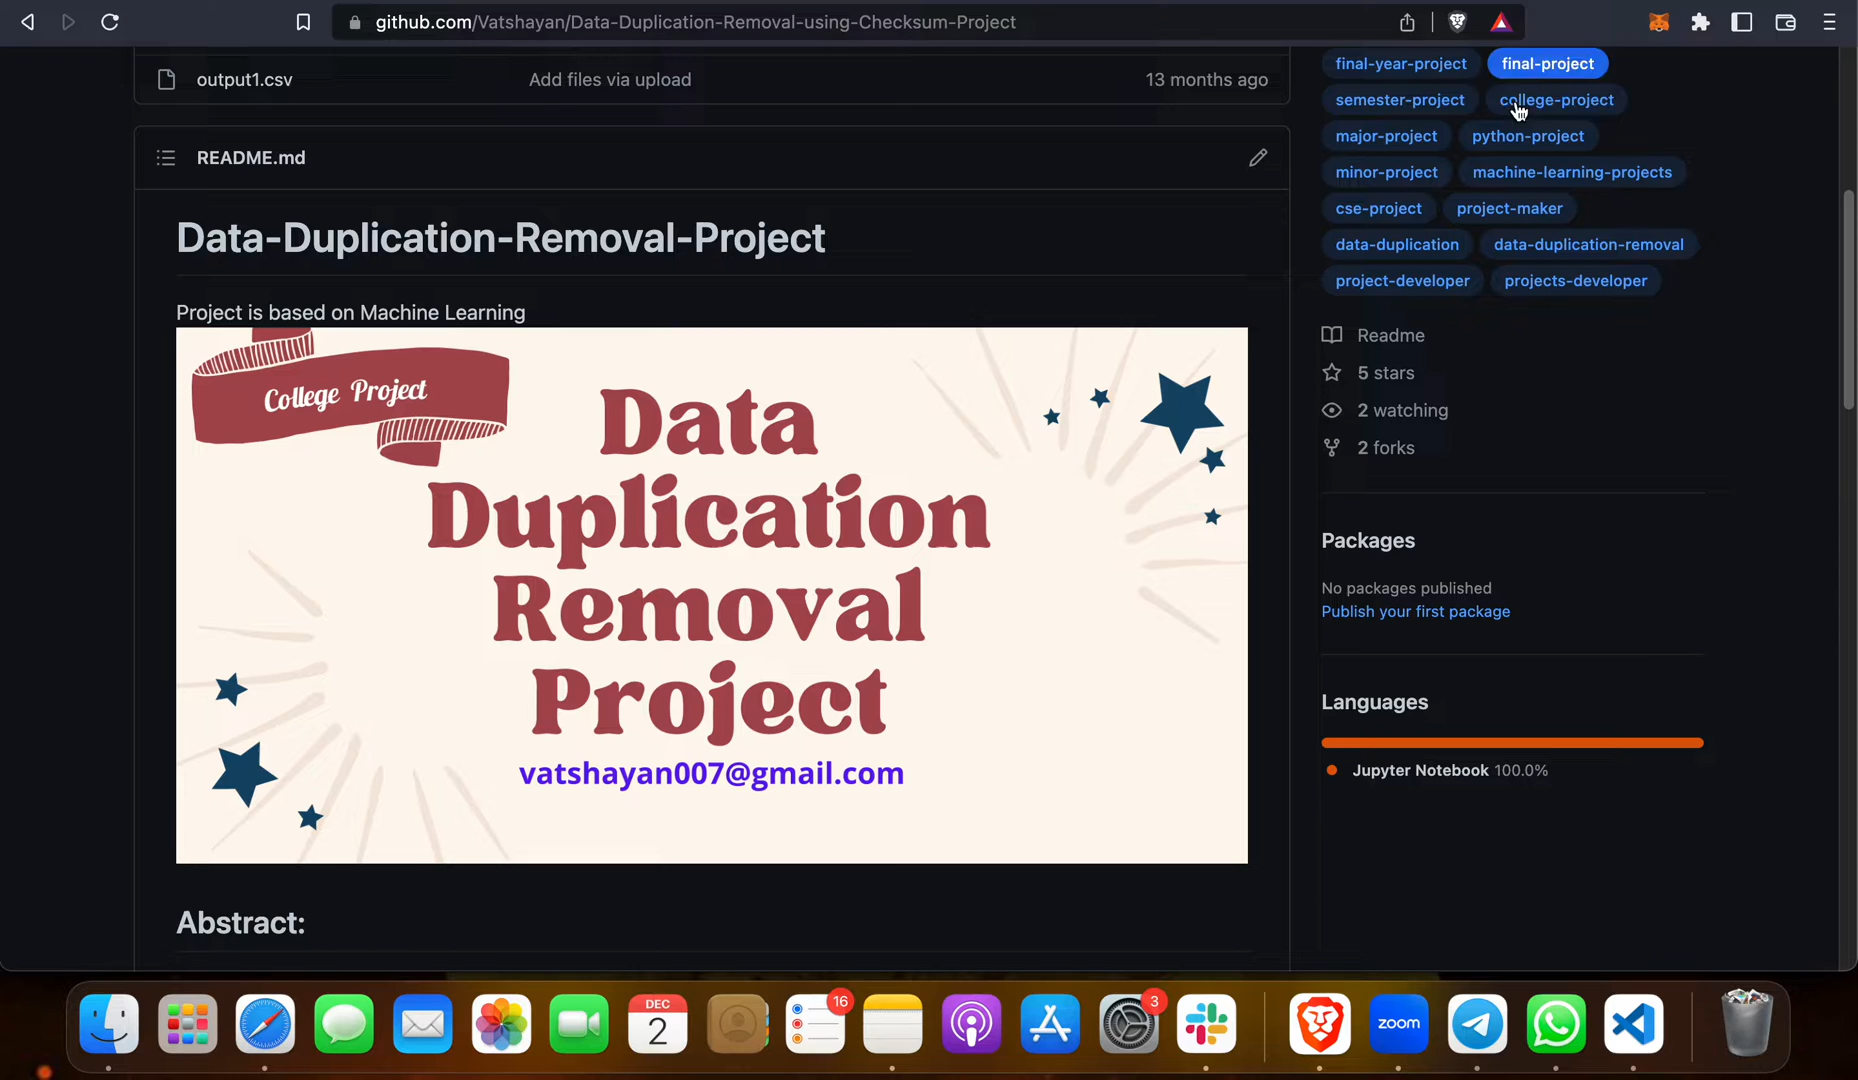 github.com/Vatshayan/Data-Duplication-Removal-using-Checksum-Project
output1.csv Add files via upload 13 months ago
README.md
Data-Duplication-Removal-Project
Project is based on Machine Learning
College Project
Data
Duplication
Removal
Project
vatshayan007@gmail.com
Abstract:
final-year-project final-project
semester-project college-project
major-project python-project
minor-project machine-learning-projects
cse-project project-maker
data-duplication data-duplication-removal
project-developer projects-developer
Readme
5 stars
2 watching
2 forks
Packages
No packages published
Publish your first package
Languages
Jupyter Notebook 100.0%
DEC
2
16
3
zoom